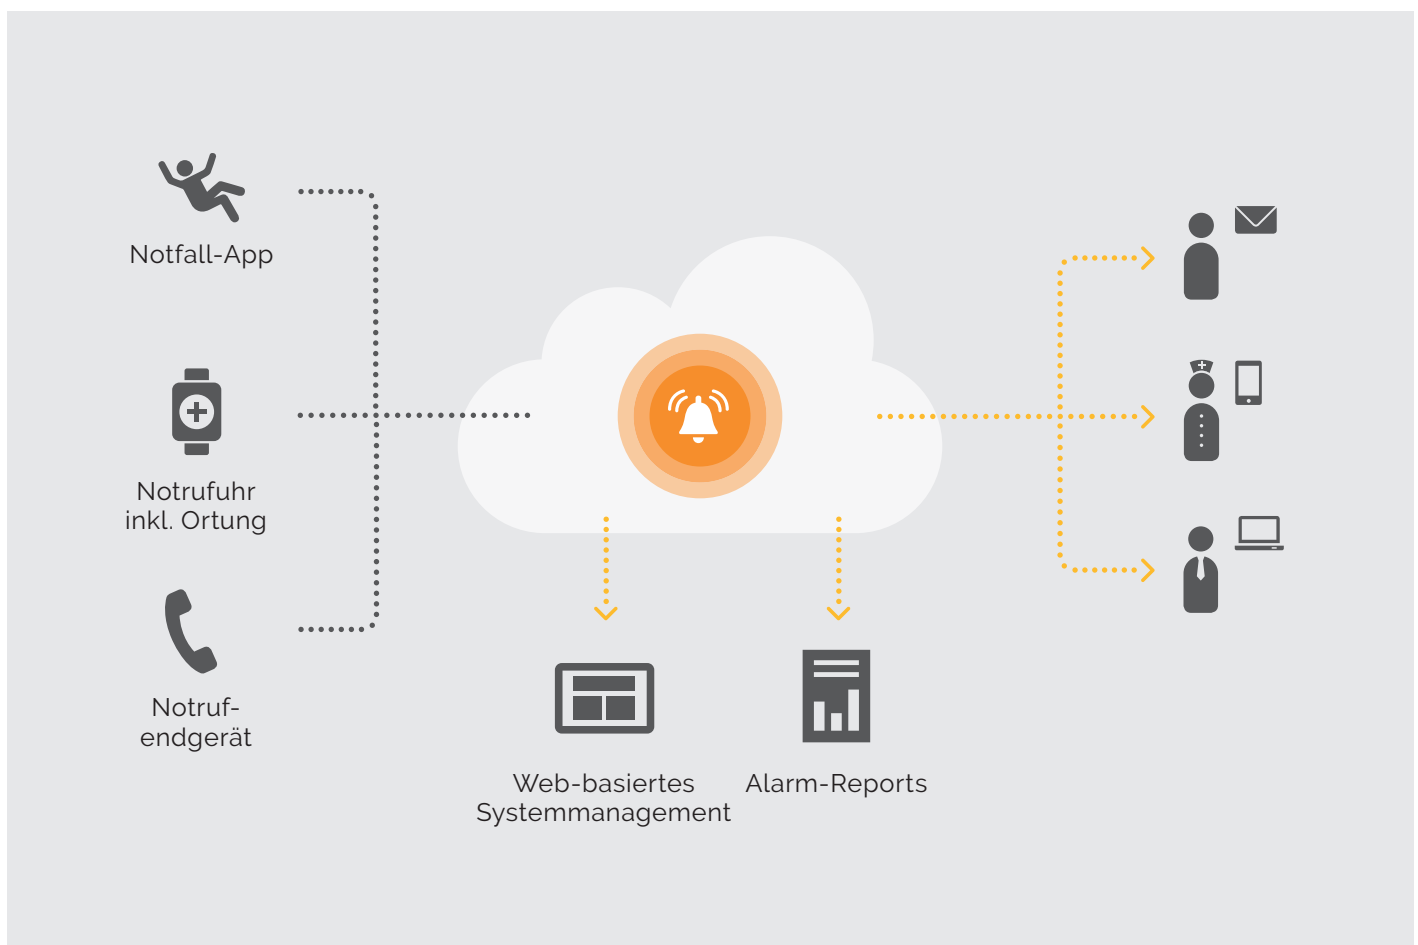 Notfall-App
Notrufuhr
inkl. Ortung
Notruf-
endgerät
Web-basiertes
Systemmanagement
Alarm-Reports